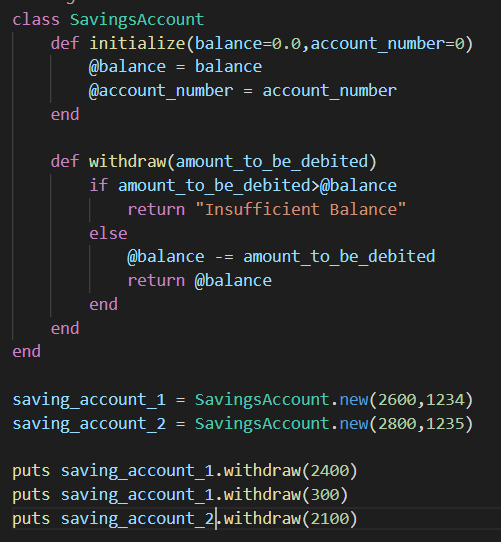 class SavingsAccount
    def initialize(balance=0.0,account_number=0)
        @balance = balance
        @account_number = account_number
    end

    def withdraw(amount_to_be_debited)
        if amount_to_be_debited>@balance
            return "Insufficient Balance"
        else
            @balance -= amount_to_be_debited
            return @balance
        end
    end
end

saving_account_1 = SavingsAccount.new(2600,1234)
saving_account_2 = SavingsAccount.new(2800,1235)

puts saving_account_1.withdraw(2400)
puts saving_account_1.withdraw(300)
puts saving_account_2.withdraw(2100)